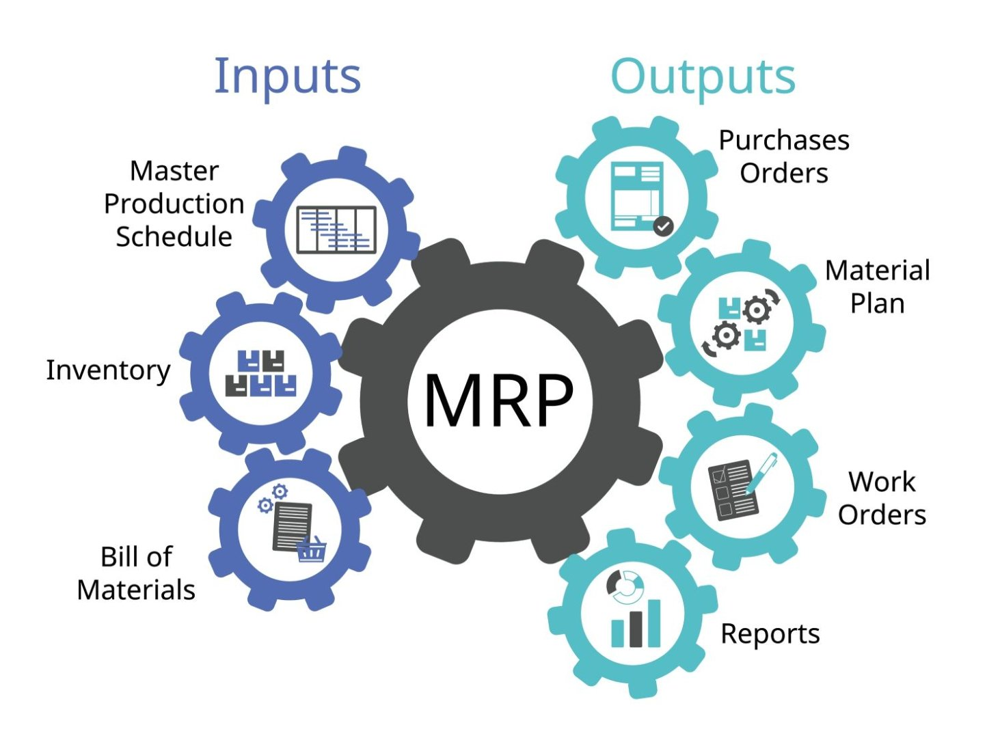 Inputs
Outputs
Master
Production
Schedule
Inventory
Bill of
Materials
MRP
Purchases
Orders
Material
Plan
Work
Orders
Reports